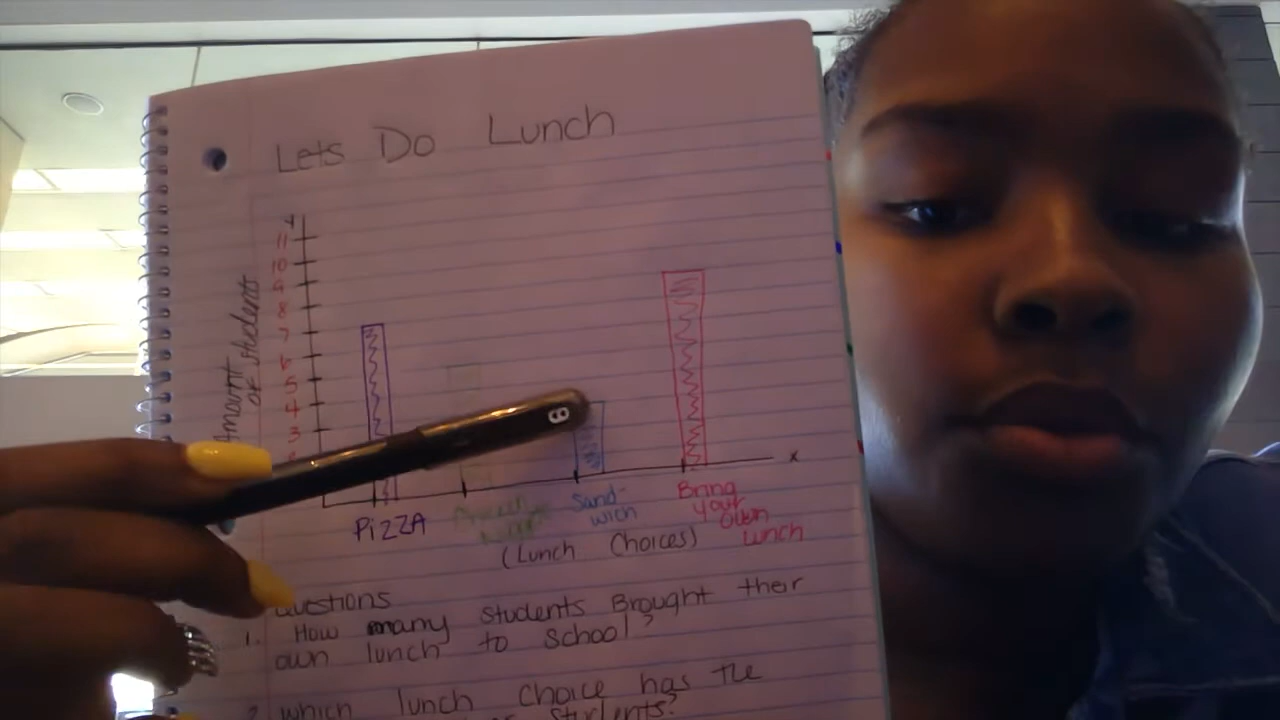 Lets Do Lunch
Y
11
10
9
8
7
6
5
4
3
Amount
of students
x
PiZZA
Sand-
wich
Bring
your
own
lunch
(Lunch Choices)
Questions
1. How many students Brought their
own lunch to school?
2. which lunch choice has the
students?